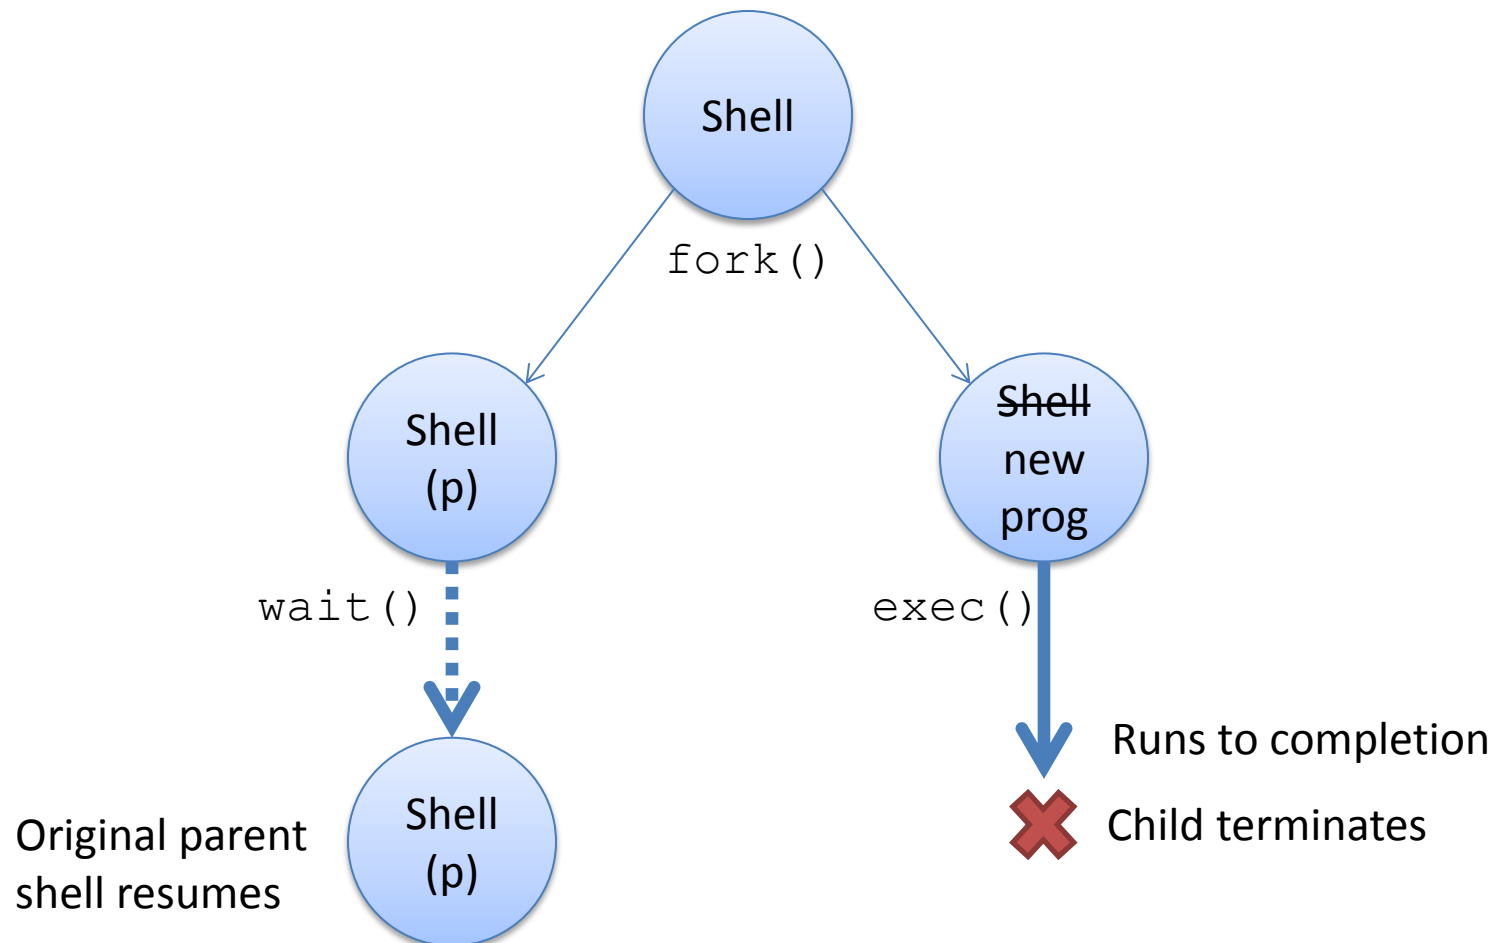 Shell
fork()
Shell
(p)
Shell
new
prog
wait()
exec()
Runs to completion
Child terminates
Shell
(p)
Original parent
shell resumes